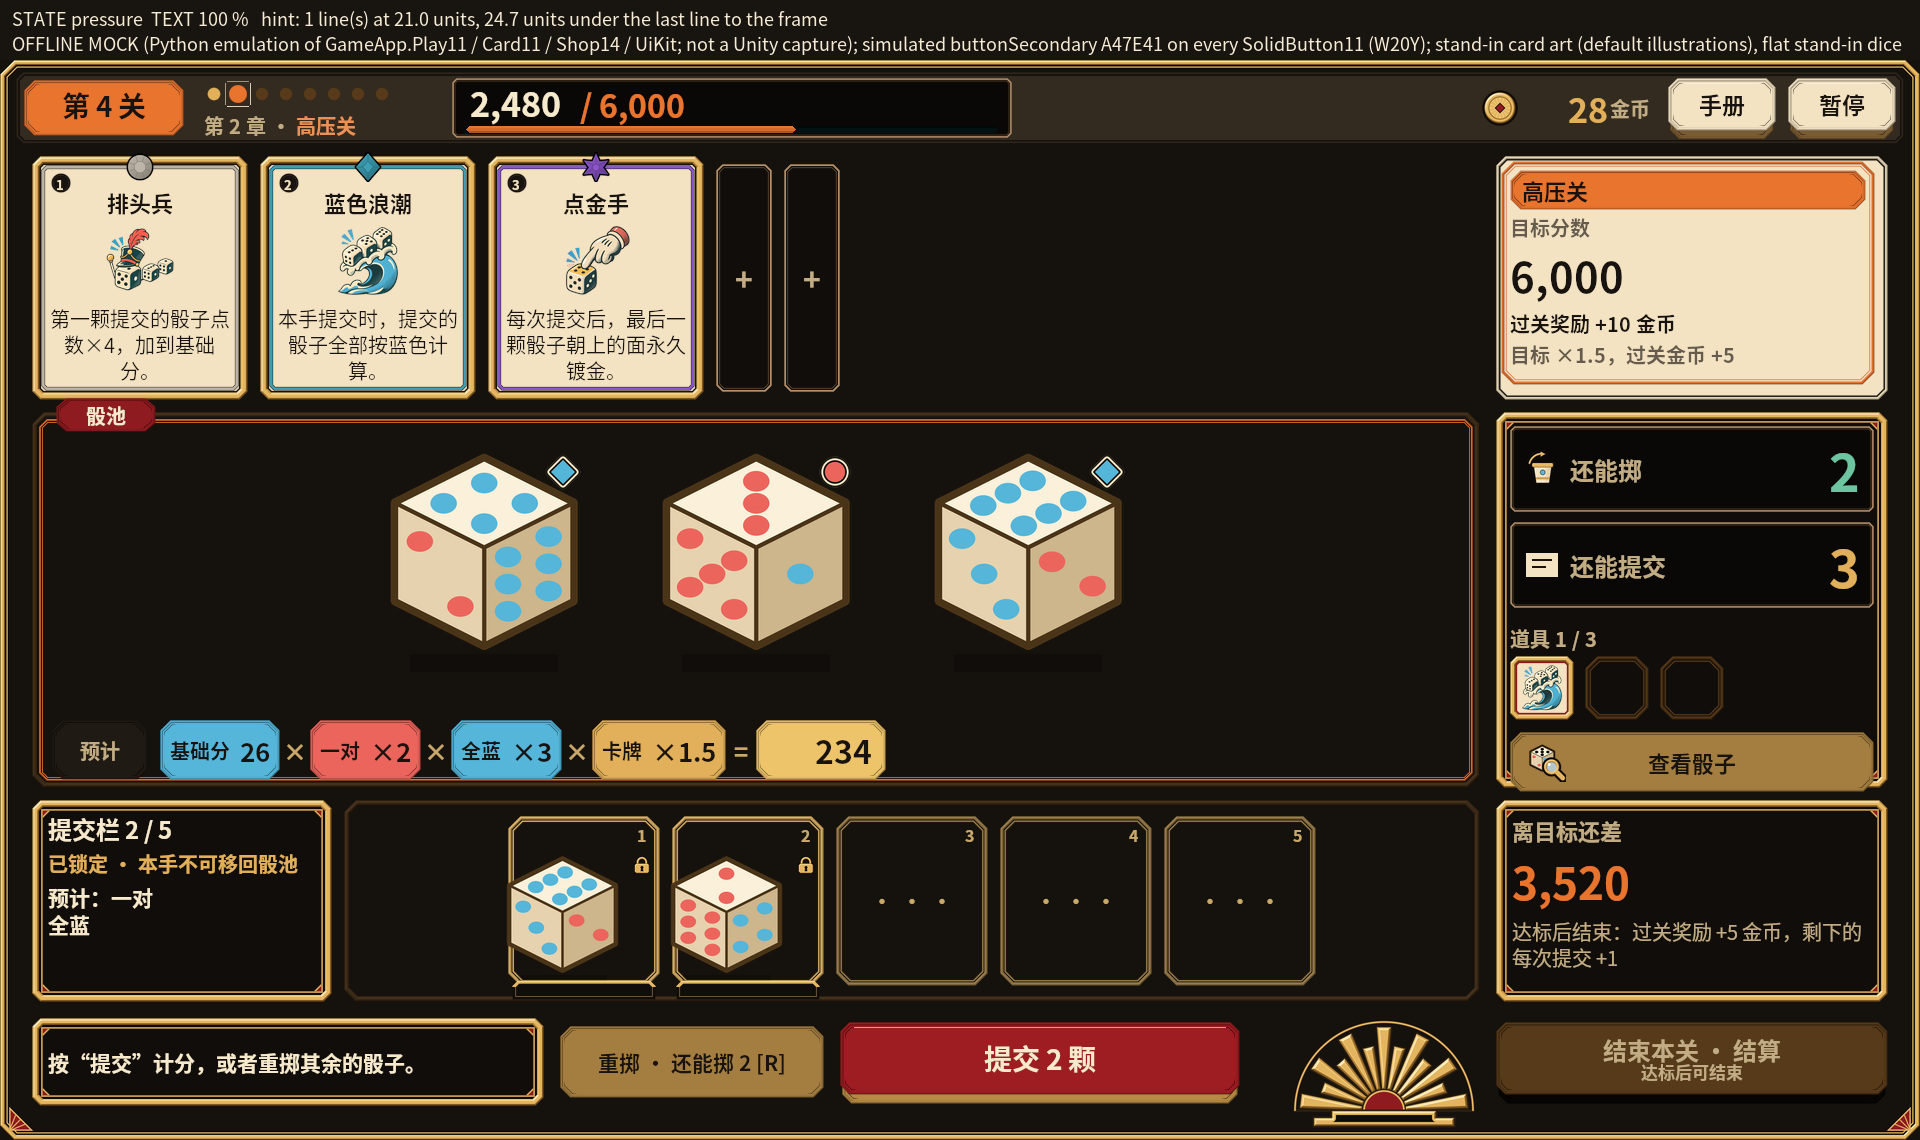 STATE pressure  TEXT 100 %   hint: 1 line(s) at 21.0 units, 24.7 units under the last line to the frame
OFFLINE MOCK (Python emulation of GameApp.Play11 / Card11 / Shop14 / UiKit; not a Unity capture); simulated buttonSecondary A47E41 on every SolidButton11 (W20Y); stand-in card art (default illustrations), flat stand-in dice
第 4 关
第 2 章 · 高压关
2,480 / 6,000
28金币
手册
暂停
1
排头兵
第一颗提交的骰子点
数×4，加到基础
分。
2
蓝色浪潮
本手提交时，提交的
骰子全部按蓝色计
算。
3
点金手
每次提交后，最后一
颗骰子朝上的面永久
镀金。
+
+
高压关
目标分数
6,000
过关奖励 +10 金币
目标 ×1.5，过关金币 +5
骰池
还能掷 2
还能提交 3
道具 1 / 3
查看骰子
预计 基础分 26 × 一对 ×2 × 全蓝 ×3 × 卡牌 ×1.5 = 234
提交栏 2 / 5
已锁定 · 本手不可移回骰池
预计：一对
全蓝
1
2
3
4
5
离目标还差
3,520
达标后结束：过关奖励 +5 金币，剩下的
每次提交 +1
按“提交”计分，或者重掷其余的骰子。
重掷 · 还能掷 2 [R]
提交 2 颗
结束本关 · 结算
达标后可结束